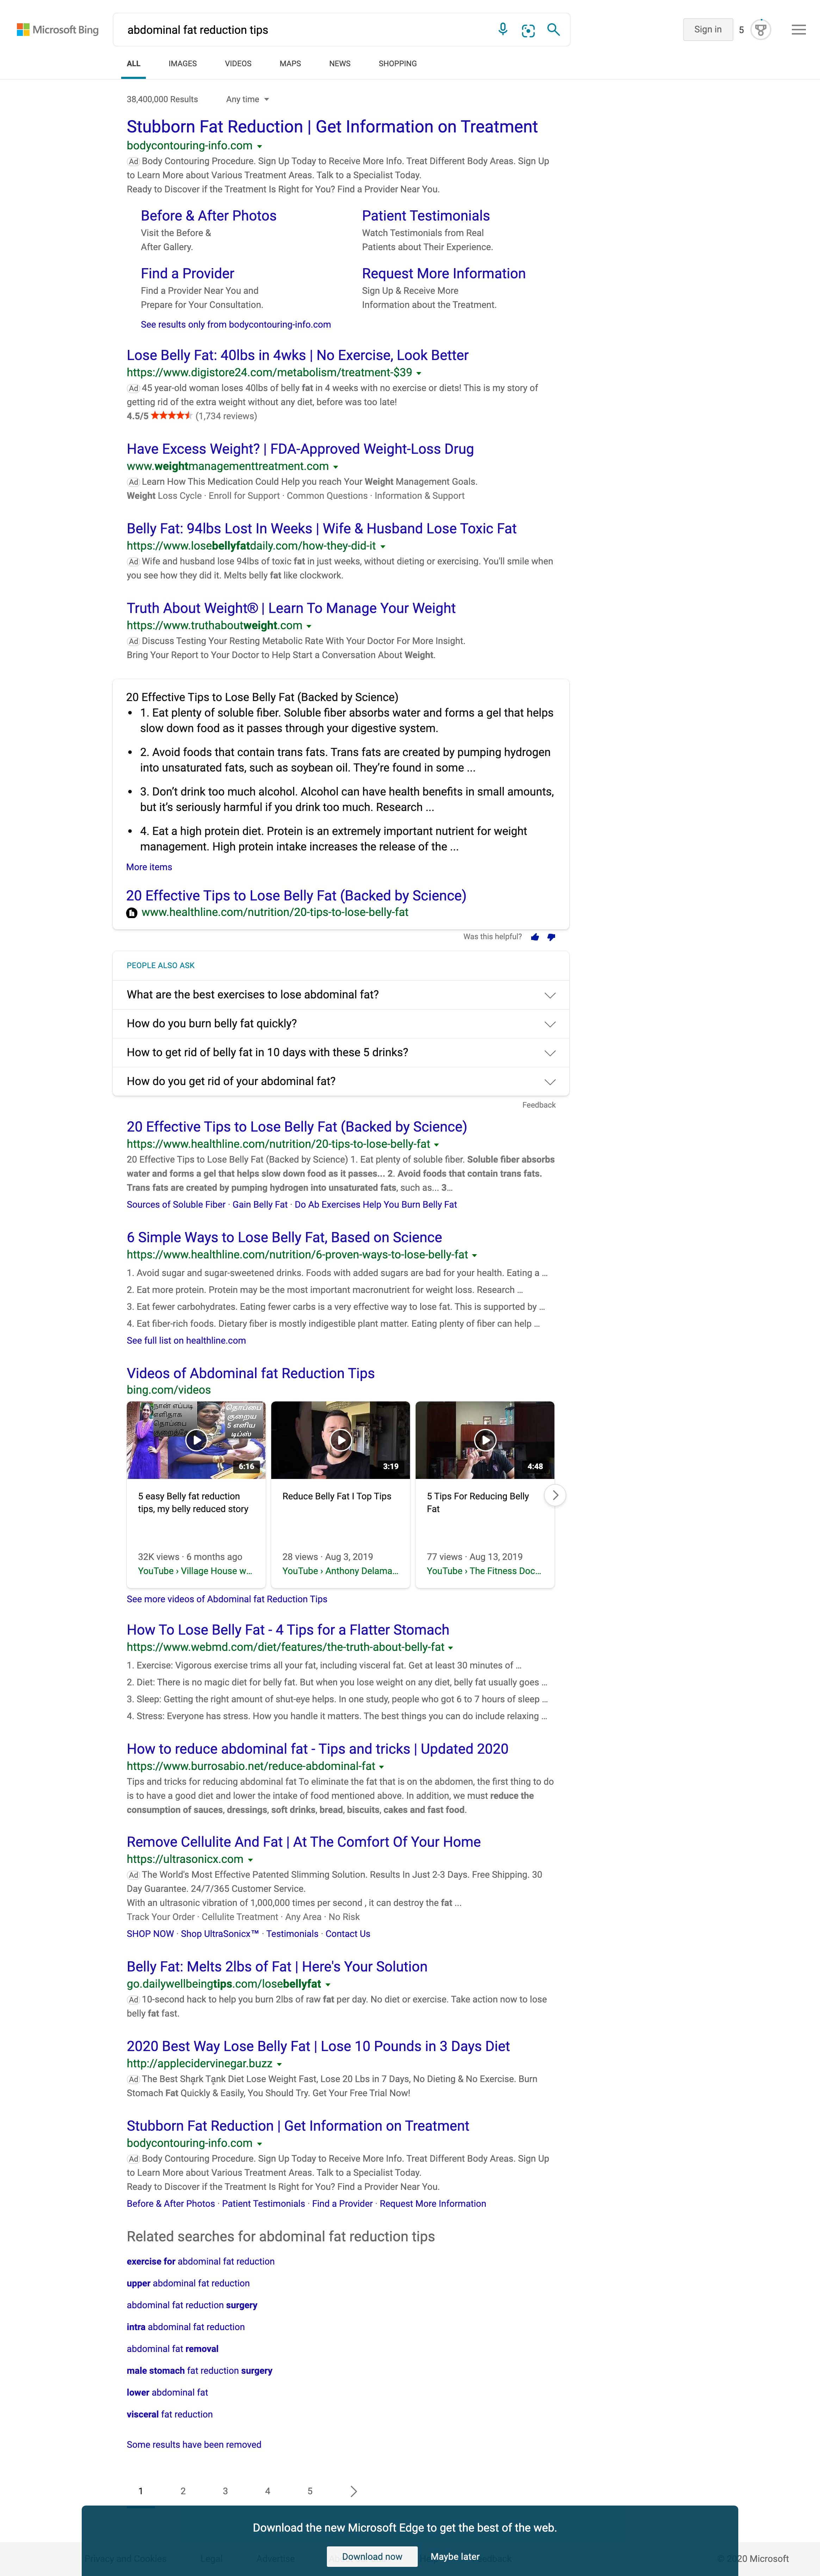 Microsoft Bing
abdominal fat reduction tips
Sign in
5
ALL
IMAGES
VIDEOS
MAPS
NEWS
SHOPPING
38,400,000 Results
Any time
Stubborn Fat Reduction | Get Information on Treatment
bodycontouring-info.com
Ad Body Contouring Procedure. Sign Up Today to Receive More Info. Treat Different Body Areas. Sign Up
to Learn More about Various Treatment Areas. Talk to a Specialist Today.
Ready to Discover if the Treatment Is Right for You? Find a Provider Near You.
Before & After Photos
Visit the Before &
After Gallery.
Patient Testimonials
Watch Testimonials from Real
Patients about Their Experience.
Find a Provider
Find a Provider Near You and
Prepare for Your Consultation.
Request More Information
Sign Up & Receive More
Information about the Treatment.
See results only from bodycontouring-info.com
Lose Belly Fat: 40lbs in 4wks | No Exercise, Look Better
https://www.digistore24.com/metabolism/treatment-$39
Ad 45 year-old woman loses 40lbs of belly fat in 4 weeks with no exercise or diets! This is my story of
getting rid of the extra weight without any diet, before was too late!
4.5/5 (1,734 reviews)
Have Excess Weight? | FDA-Approved Weight-Loss Drug
www.weightmanagementtreatment.com
Ad Learn How This Medication Could Help you reach Your Weight Management Goals.
Weight Loss Cycle · Enroll for Support · Common Questions · Information & Support
Belly Fat: 94lbs Lost In Weeks | Wife & Husband Lose Toxic Fat
https://www.losebellyfatdaily.com/how-they-did-it
Ad Wife and husband lose 94lbs of toxic fat in just weeks, without dieting or exercising. You'll smile when
you see how they did it. Melts belly fat like clockwork.
Truth About Weight® | Learn To Manage Your Weight
https://www.truthaboutweight.com
Ad Discuss Testing Your Resting Metabolic Rate With Your Doctor For More Insight.
Bring Your Report to Your Doctor to Help Start a Conversation About Weight.
20 Effective Tips to Lose Belly Fat (Backed by Science)
• 1. Eat plenty of soluble fiber. Soluble fiber absorbs water and forms a gel that helps
slow down food as it passes through your digestive system.
• 2. Avoid foods that contain trans fats. Trans fats are created by pumping hydrogen
into unsaturated fats, such as soybean oil. They're found in some ...
• 3. Don't drink too much alcohol. Alcohol can have health benefits in small amounts,
but it's seriously harmful if you drink too much. Research ...
• 4. Eat a high protein diet. Protein is an extremely important nutrient for weight
management. High protein intake increases the release of the ...
More items
20 Effective Tips to Lose Belly Fat (Backed by Science)
www.healthline.com/nutrition/20-tips-to-lose-belly-fat
Was this helpful?
PEOPLE ALSO ASK
What are the best exercises to lose abdominal fat?
How do you burn belly fat quickly?
How to get rid of belly fat in 10 days with these 5 drinks?
How do you get rid of your abdominal fat?
Feedback
20 Effective Tips to Lose Belly Fat (Backed by Science)
https://www.healthline.com/nutrition/20-tips-to-lose-belly-fat
20 Effective Tips to Lose Belly Fat (Backed by Science) 1. Eat plenty of soluble fiber. Soluble fiber absorbs
water and forms a gel that helps slow down food as it passes... 2. Avoid foods that contain trans fats.
Trans fats are created by pumping hydrogen into unsaturated fats, such as... 3...
Sources of Soluble Fiber · Gain Belly Fat · Do Ab Exercises Help You Burn Belly Fat
6 Simple Ways to Lose Belly Fat, Based on Science
https://www.healthline.com/nutrition/6-proven-ways-to-lose-belly-fat
1. Avoid sugar and sugar-sweetened drinks. Foods with added sugars are bad for your health. Eating a ...
2. Eat more protein. Protein may be the most important macronutrient for weight loss. Research ...
3. Eat fewer carbohydrates. Eating fewer carbs is a very effective way to lose fat. This is supported by ...
4. Eat fiber-rich foods. Dietary fiber is mostly indigestible plant matter. Eating plenty of fiber can help ...
See full list on healthline.com
Videos of Abdominal fat Reduction Tips
bing.com/videos
நான் எப்படி
எளிதாக
தொப்பை
தொப்பை
குறைய
5 எளிய
டிப்ஸ்
6:16
3:19
4:48
5 easy Belly fat reduction
tips, my belly reduced story
32K views · 6 months ago
YouTube › Village House w...
Reduce Belly Fat I Top Tips
28 views · Aug 3, 2019
YouTube › Anthony Delama...
5 Tips For Reducing Belly
Fat
77 views · Aug 13, 2019
YouTube › The Fitness Doc...
See more videos of Abdominal fat Reduction Tips
How To Lose Belly Fat - 4 Tips for a Flatter Stomach
https://www.webmd.com/diet/features/the-truth-about-belly-fat
1. Exercise: Vigorous exercise trims all your fat, including visceral fat. Get at least 30 minutes of ...
2. Diet: There is no magic diet for belly fat. But when you lose weight on any diet, belly fat usually goes ...
3. Sleep: Getting the right amount of shut-eye helps. In one study, people who got 6 to 7 hours of sleep ...
4. Stress: Everyone has stress. How you handle it matters. The best things you can do include relaxing ...
How to reduce abdominal fat - Tips and tricks | Updated 2020
https://www.burrosabio.net/reduce-abdominal-fat
Tips and tricks for reducing abdominal fat To eliminate the fat that is on the abdomen, the first thing to do
is to have a good diet and lower the intake of food mentioned above. In addition, we must reduce the
consumption of sauces, dressings, soft drinks, bread, biscuits, cakes and fast food.
Remove Cellulite And Fat | At The Comfort Of Your Home
https://ultrasonicx.com
Ad The World's Most Effective Patented Slimming Solution. Results In Just 2-3 Days. Free Shipping. 30
Day Guarantee. 24/7/365 Customer Service.
With an ultrasonic vibration of 1,000,000 times per second , it can destroy the fat ...
Track Your Order · Cellulite Treatment · Any Area · No Risk
SHOP NOW · Shop UltraSonicx™ · Testimonials · Contact Us
Belly Fat: Melts 2lbs of Fat | Here's Your Solution
go.dailywellbeingtips.com/losebellyfat
Ad 10-second hack to help you burn 2lbs of raw fat per day. No diet or exercise. Take action now to lose
belly fat fast.
2020 Best Way Lose Belly Fat | Lose 10 Pounds in 3 Days Diet
http://applecidervinegar.buzz
Ad The Best Shąrk Tąnk Diet Lose Weight Fast, Lose 20 Lbs in 7 Days, No Dieting & No Exercise. Burn
Stomach Fat Quickly & Easily, You Should Try. Get Your Free Trial Now!
Stubborn Fat Reduction | Get Information on Treatment
bodycontouring-info.com
Ad Body Contouring Procedure. Sign Up Today to Receive More Info. Treat Different Body Areas. Sign Up
to Learn More about Various Treatment Areas. Talk to a Specialist Today.
Ready to Discover if the Treatment Is Right for You? Find a Provider Near You.
Before & After Photos · Patient Testimonials · Find a Provider · Request More Information
Related searches for abdominal fat reduction tips
exercise for abdominal fat reduction
upper abdominal fat reduction
abdominal fat reduction surgery
intra abdominal fat reduction
abdominal fat removal
male stomach fat reduction surgery
lower abdominal fat
visceral fat reduction
Some results have been removed
1
2
3
4
5
Download the new Microsoft Edge to get the best of the web.
Download now
Maybe later
20 Microsoft